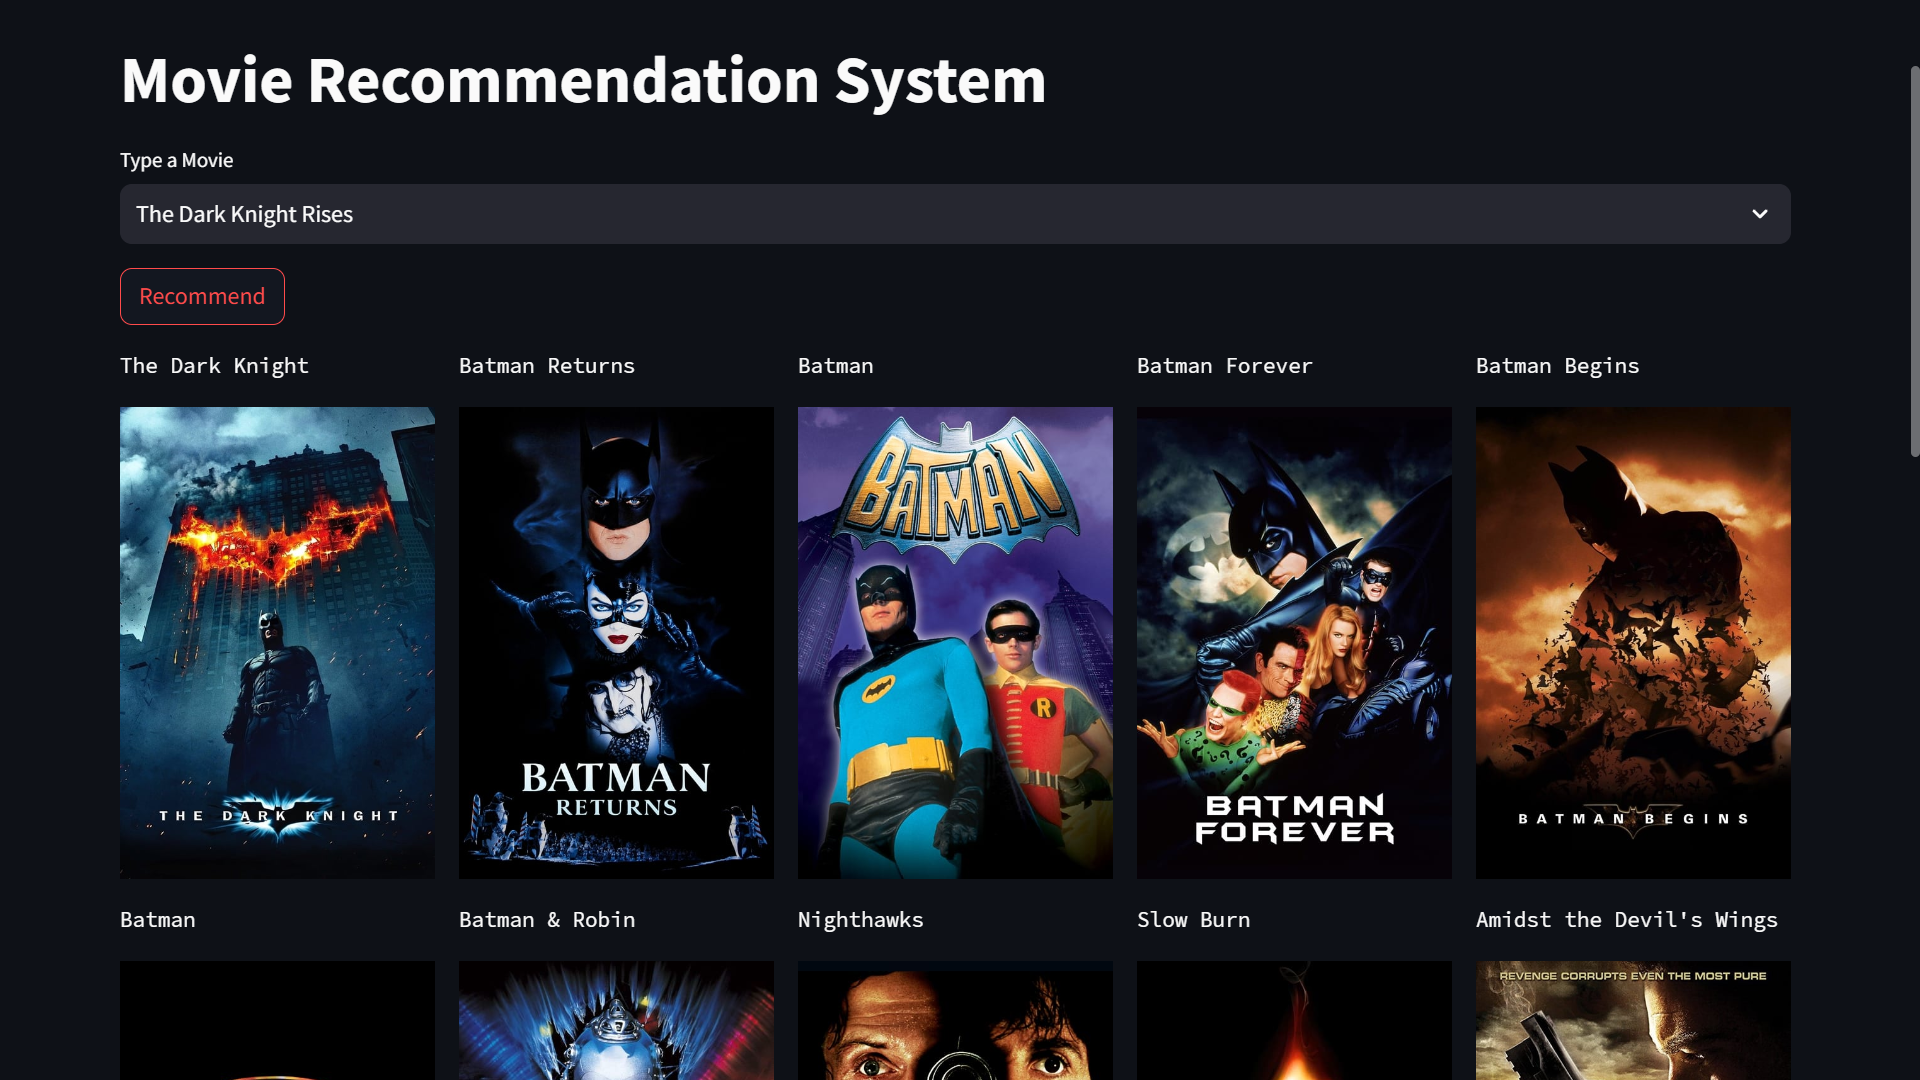 Movie Recommendation System
Type a Movie
The Dark Knight Rises
Recommend
The Dark Knight
Batman Returns
Batman
Batman Forever
Batman Begins
THE DARK KNIGHT
BATMAN
RETURNS
BATMAN
R
BATMAN
FOREVER
BATMAN BEGINS
Batman
Batman & Robin
Nighthawks
Slow Burn
Amidst the Devil's Wings
REVENGE CORRUPTS EVEN THE MOST PURE